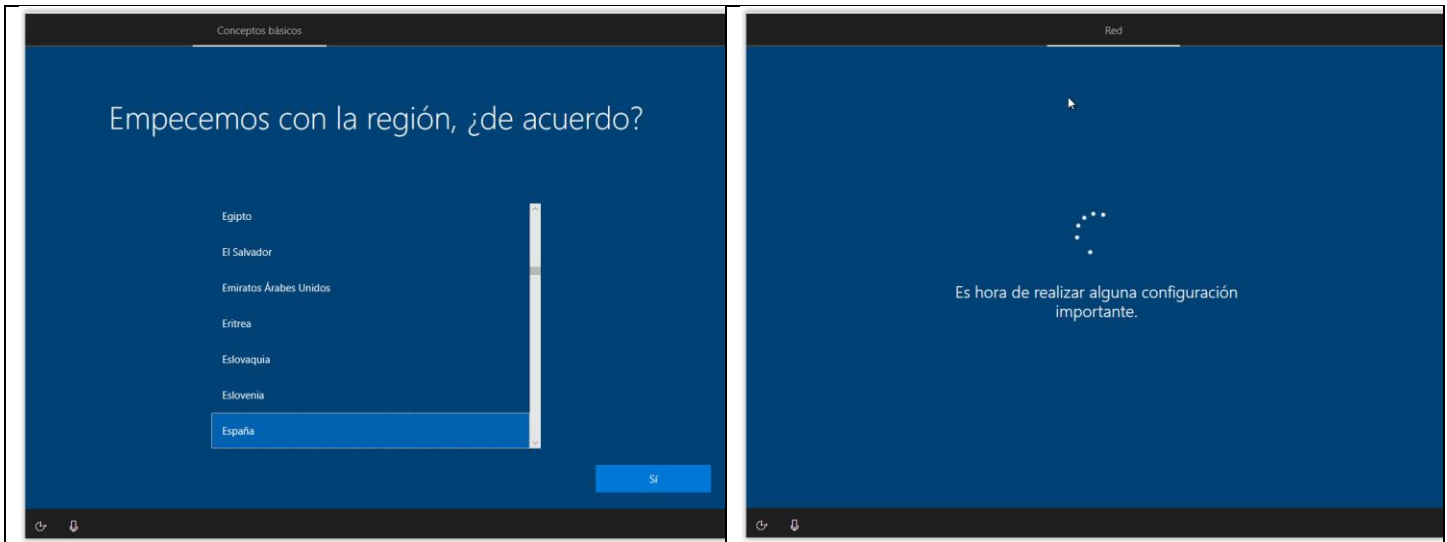 Conceptos básicos
Empecemos con la región, ¿de acuerdo?
Egipto
El Salvador
Emiratos Árabes Unidos
Eritrea
Eslovaquia
Eslovenia
España
Sí
Red
Es hora de realizar alguna configuración
importante.